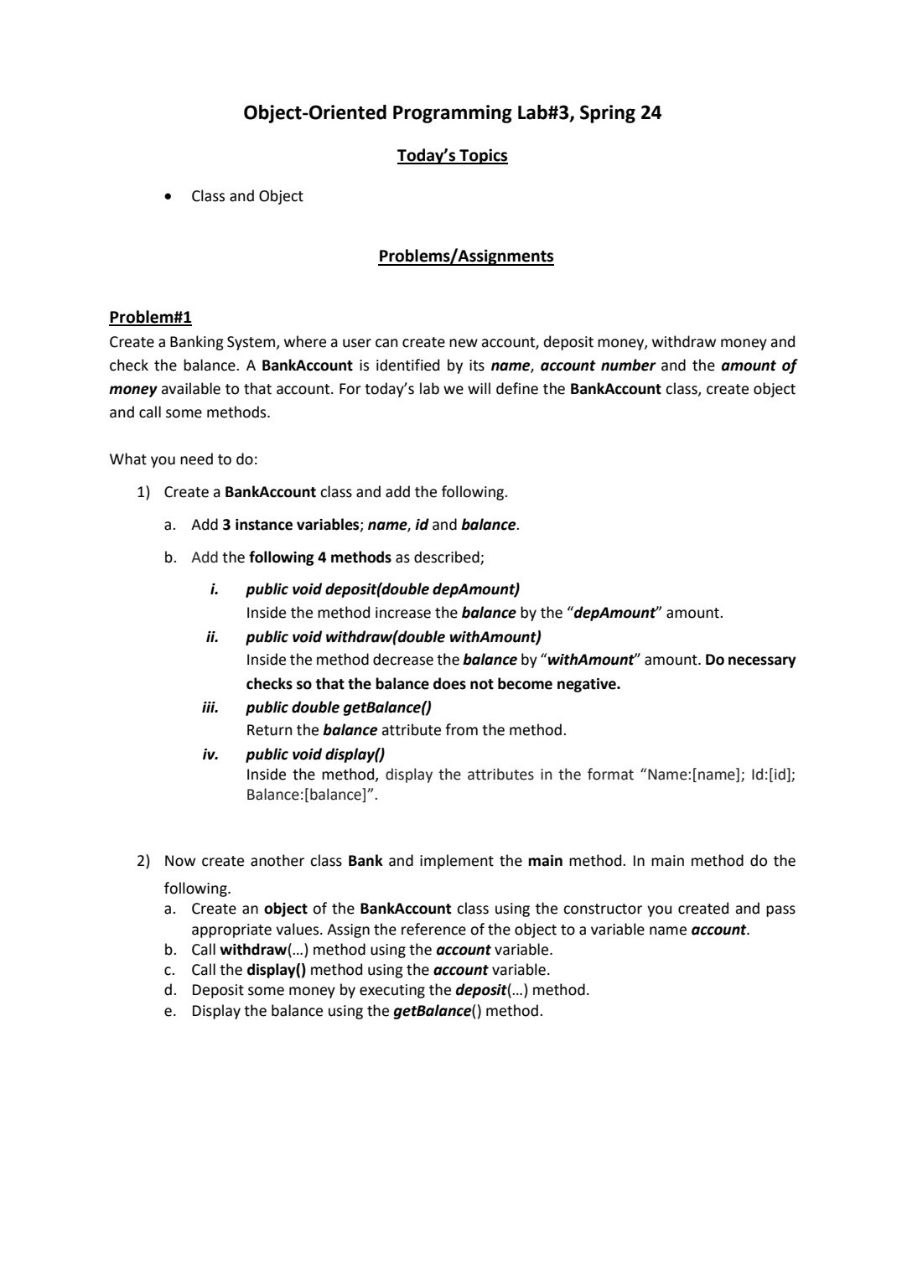 Object-Oriented Programming Lab#3, Spring 24
Today’s Topics
• Class and Object
Problems/Assignments
Problem#1
Create a Banking System, where a user can create new account, deposit money, withdraw money and
check the balance. A BankAccount is identified by its name, account number and the amount of
money available to that account. For today’s lab we will define the BankAccount class, create object
and call some methods.
What you need to do:
1) Create a BankAccount class and add the following.
a. Add 3 instance variables; name, id and balance.
b. Add the following 4 methods as described;
i. public void deposit(double depAmount)
Inside the method increase the balance by the “depAmount” amount.
ii. public void withdraw(double withAmount)
Inside the method decrease the balance by “withAmount” amount. Do necessary
checks so that the balance does not become negative.
iii. public double getBalance()
Return the balance attribute from the method.
iv. public void display()
Inside the method, display the attributes in the format “Name:[name]; Id:[id];
Balance:[balance]”.
2) Now create another class Bank and implement the main method. In main method do the
following.
a. Create an object of the BankAccount class using the constructor you created and pass
appropriate values. Assign the reference of the object to a variable name account.
b. Call withdraw(…) method using the account variable.
c. Call the display() method using the account variable.
d. Deposit some money by executing the deposit(…) method.
e. Display the balance using the getBalance() method.